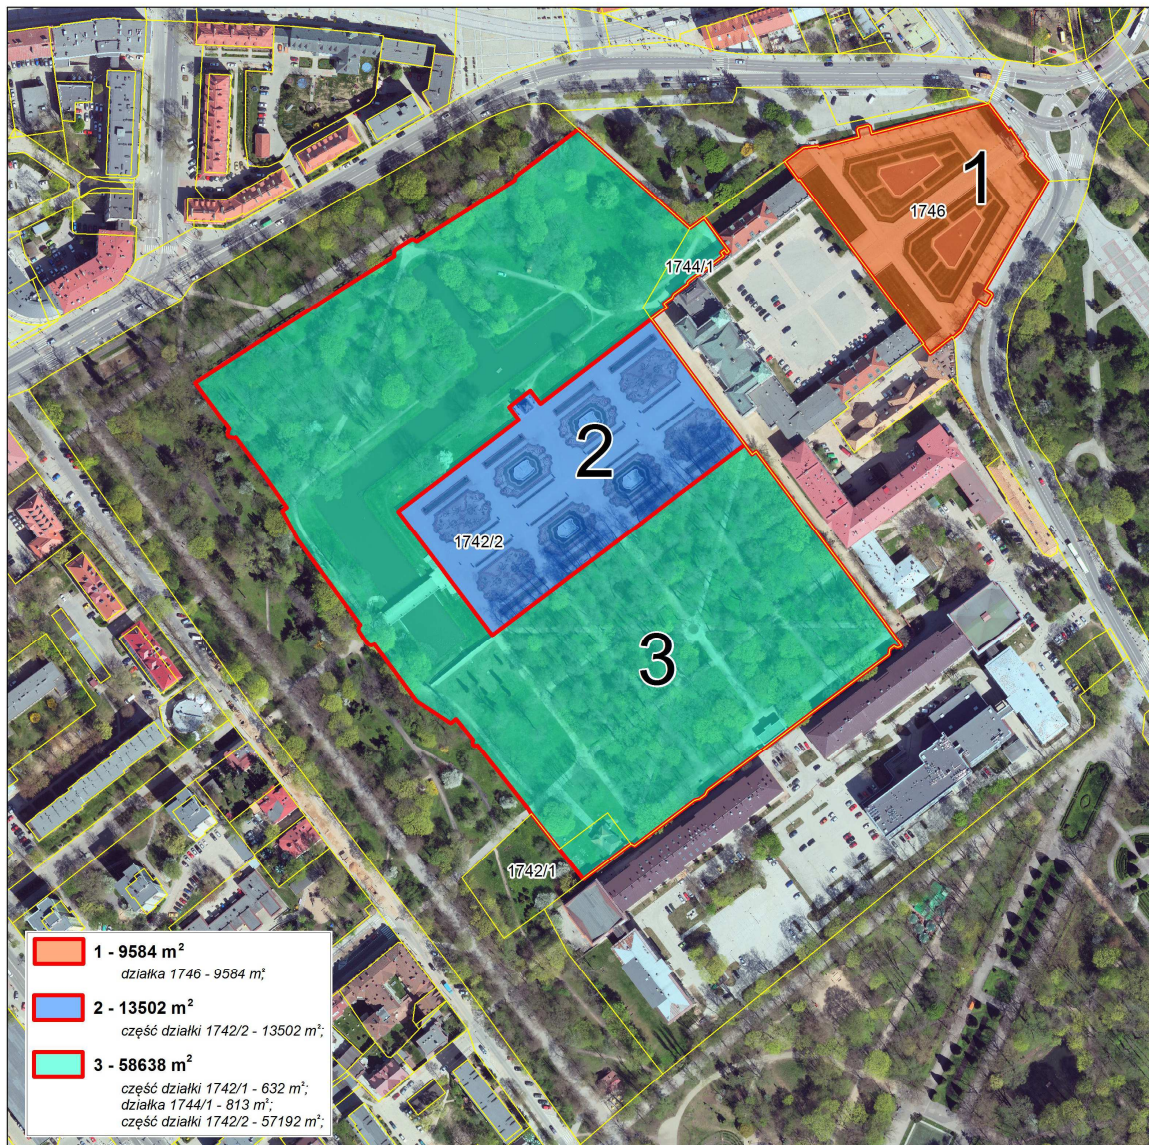 1
1746
1744/1
2
1742/2
3
1742/1
1 - 9584 m²
działka 1746 - 9584 m²;
2 - 13502 m²
część działki 1742/2 - 13502 m²;
3 - 58638 m²
część działki 1742/1 - 632 m²;
działka 1744/1 - 813 m²;
część działki 1742/2 - 57192 m²;